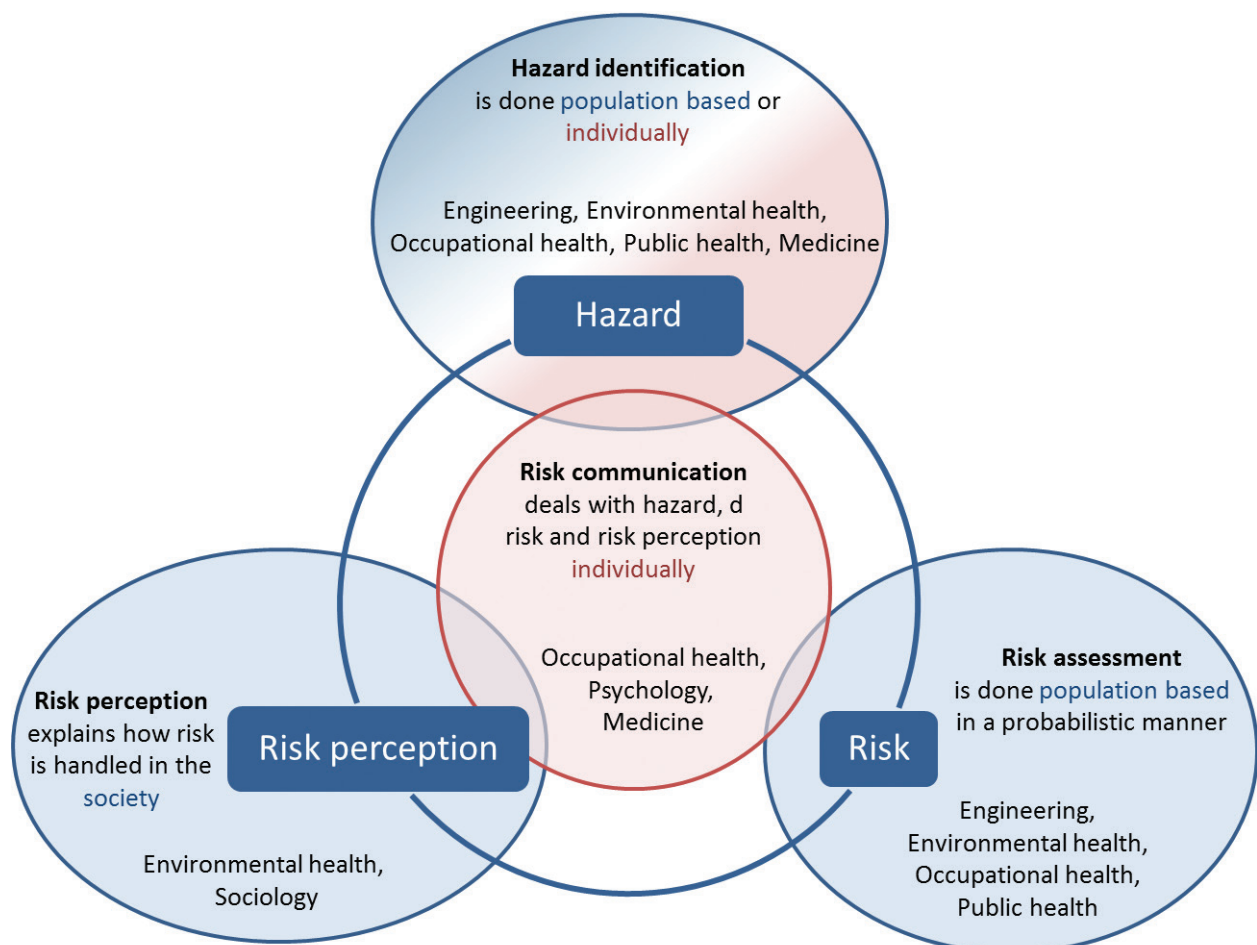 Hazard identification
is done population based or
individually
Engineering, Environmental health,
Occupational health, Public health, Medicine
Hazard
Risk communication
deals with hazard, d
risk and risk perception
individually
Occupational health,
Psychology,
Medicine
Risk perception
explains how risk
is handled in the
society
Risk perception
Environmental health,
Sociology
Risk assessment
is done population based
in a probabilistic manner
Risk
Engineering,
Environmental health,
Occupational health,
Public health